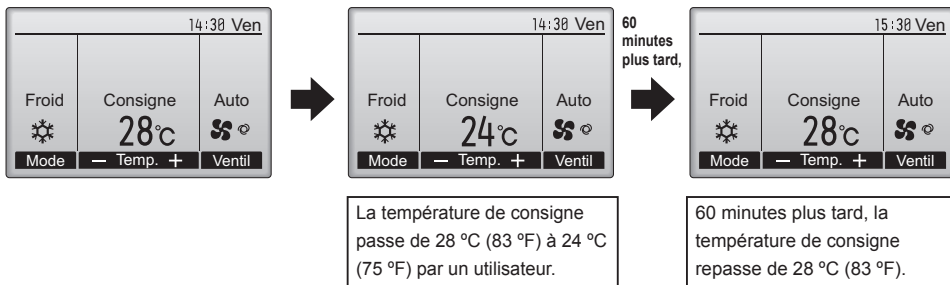 14:30 Ven
Froid Consigne Auto
28°C
Mode — Temp. + Ventil
14:30 Ven
Froid Consigne Auto
24°C
Mode — Temp. + Ventil
60
minutes
plus tard,
15:30 Ven
Froid Consigne Auto
28°C
Mode — Temp. + Ventil
La température de consigne
passe de 28 ºC (83 ºF) à 24 ºC
(75 ºF) par un utilisateur.
60 minutes plus tard, la
température de consigne
repasse de 28 ºC (83 ºF).